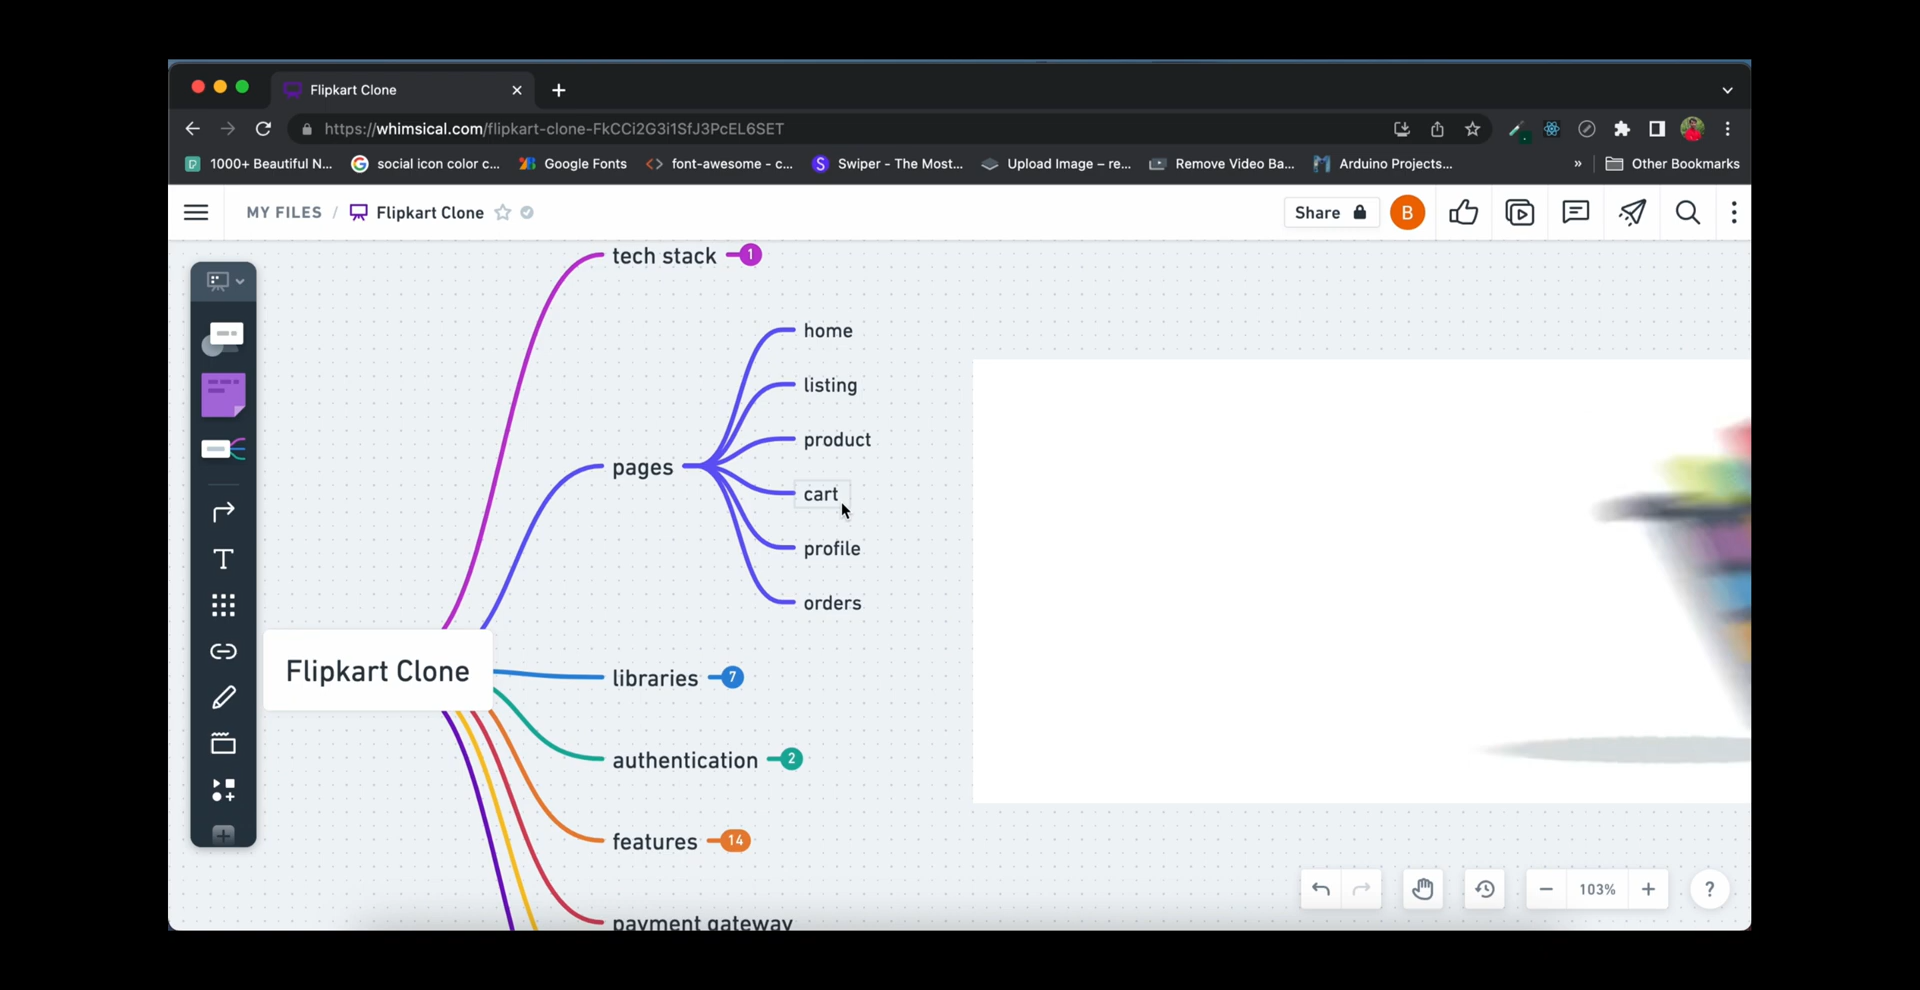 Flipkart Clone
https://whimsical.com/flipkart-clone-FkCCi2G3i1SfJ3PcEL6SET
1000+ Beautiful N... social icon color c... Google Fonts font-awesome - c... Swiper - The Most... Upload Image – re... Remove Video Ba... Arduino Projects... » Other Bookmarks
MY FILES / Flipkart Clone Share B
tech stack 1
home
listing
product
pages
cart
profile
orders
Flipkart Clone
libraries 7
authentication 2
features 14
payment gateway
103% ?